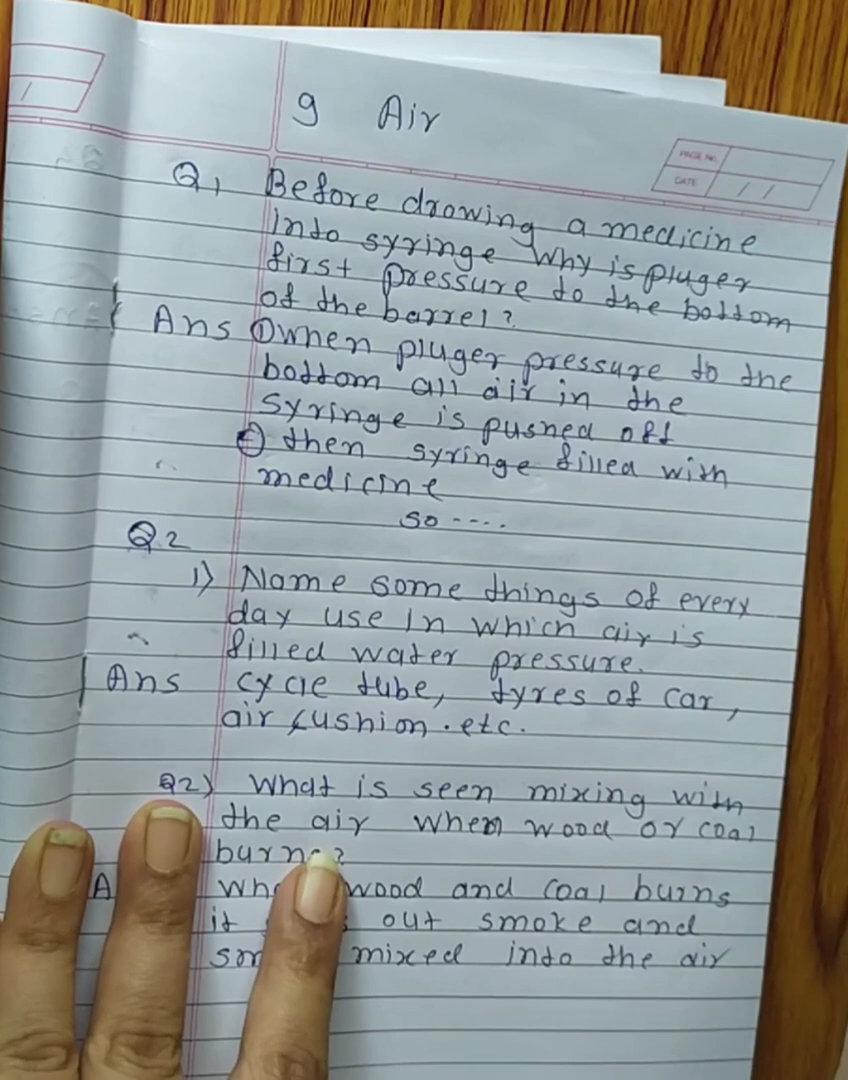 9 Air
PAGE NO.
DATE / /
/
Q1 Before drowing a medicine
into syringe why is pluger
first pressure to the bottom
of the barrel?
Ans ① when pluger pressure to the
bottom all air in the
syringe is pushed off
② then syringe filled with
medicine
so ----
Q2
1) Name some things of every
day use in which air is
filled water pressure.
Ans cycle tube, tyres of car,
air cushion. etc.
Q2) What is seen mixing with
the air when wood or coal
burns?
A wood and coal burns
it out smoke and
mixed into the air